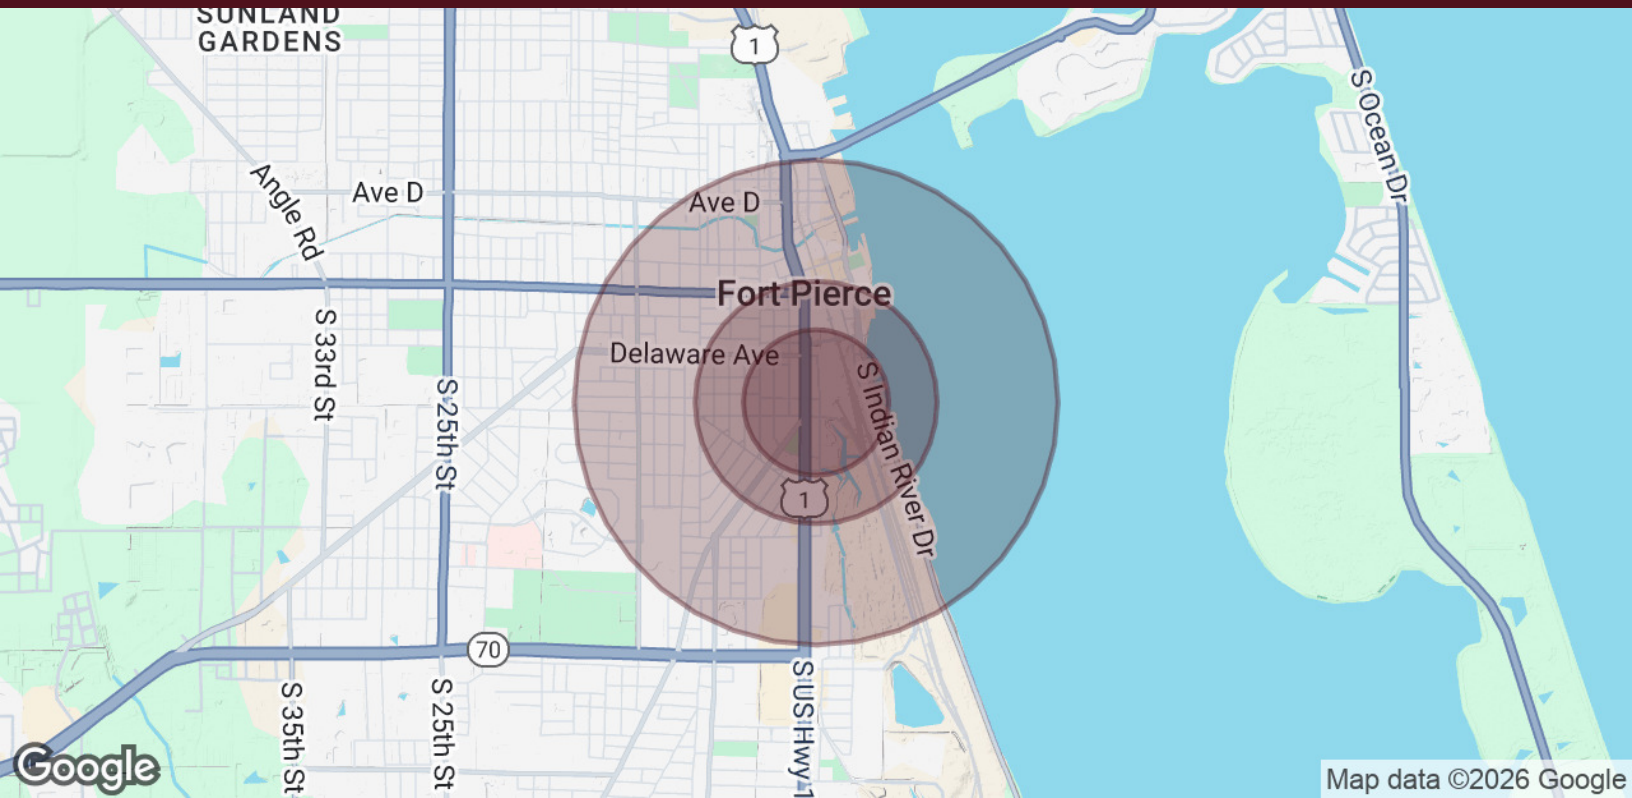 SUNLAND
GARDENS
1
S Ocean Dr
Angle Rd
Ave D
Ave D
Fort Pierce
S 33rd St
Delaware Ave
S 25th St
S Indian River Dr
1
70
S 35th St
S 25th St
S US Hwy 1
Google
Map data ©2026 Google